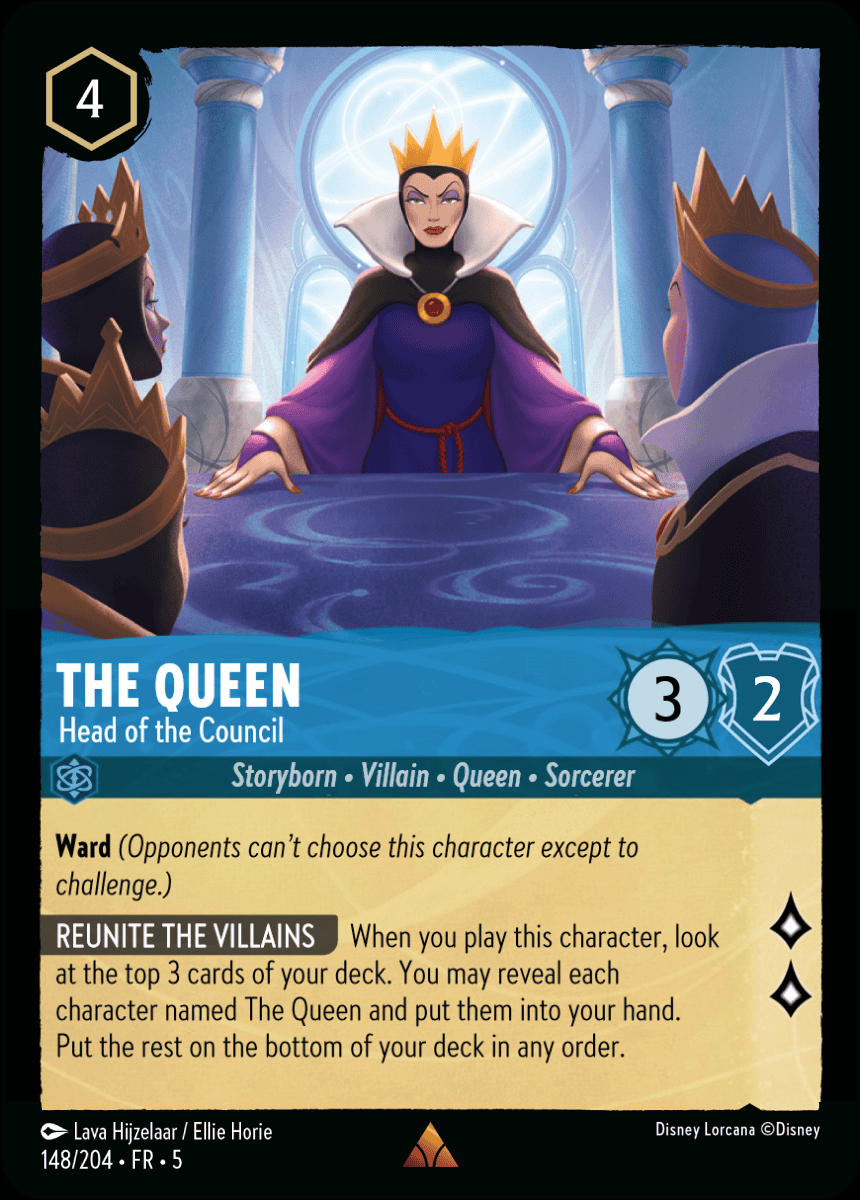 4
THE QUEEN
Head of the Council
3
2
Storyborn • Villain • Queen • Sorcerer
Ward (Opponents can't choose this character except to
challenge.)
REUNITE THE VILLAINS When you play this character, look
at the top 3 cards of your deck. You may reveal each
character named The Queen and put them into your hand.
Put the rest on the bottom of your deck in any order.
Lava Hijzelaar / Ellie Horie
Disney Lorcana ©Disney
148/204 • FR • 5